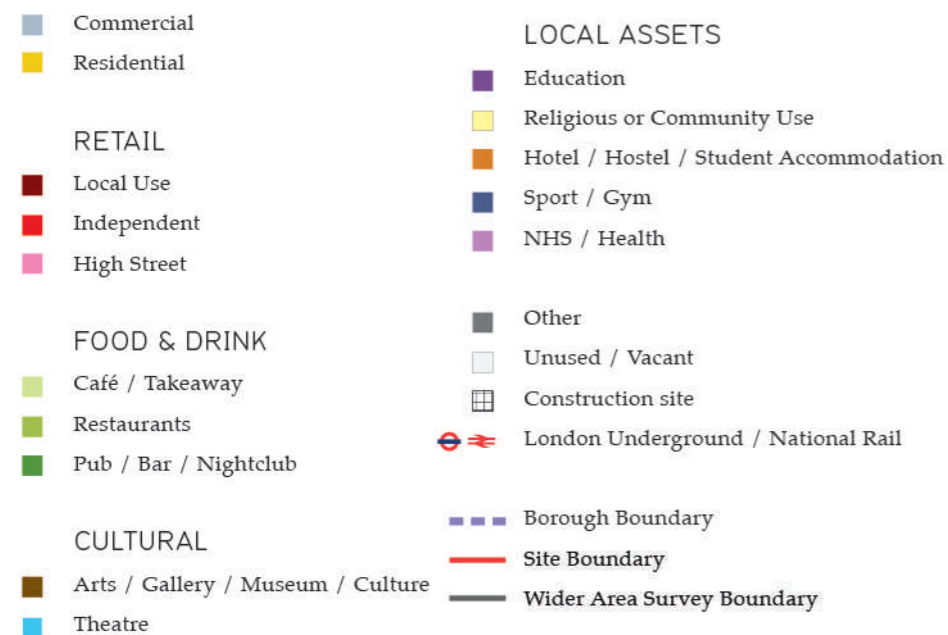 Commercial
Residential
RETAIL
Local Use
Independent
High Street
FOOD & DRINK
Café / Takeaway
Restaurants
Pub / Bar / Nightclub
CULTURAL
Arts / Gallery / Museum / Culture
Theatre
LOCAL ASSETS
Education
Religious or Community Use
Hotel / Hostel / Student Accommodation
Sport / Gym
NHS / Health
Other
Unused / Vacant
Construction site
London Underground / National Rail
Borough Boundary
Site Boundary
Wider Area Survey Boundary